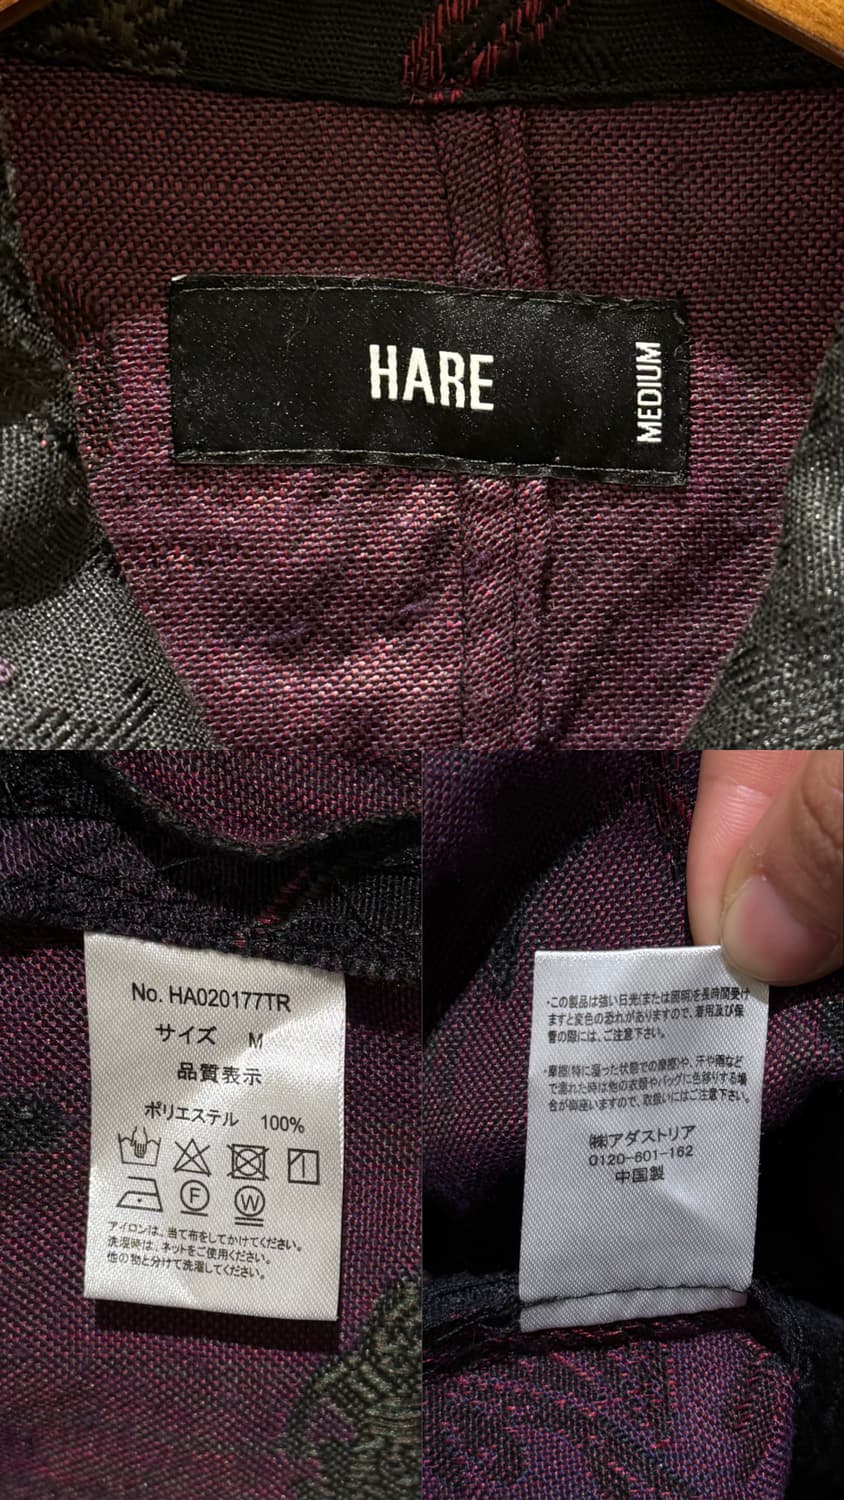 HARE
MEDIUM
No. HA020177TR
サイズ M
品質表示
ポリエステル 100%
F W
アイロンは、当て布をしてかけてください。
洗濯時は、ネットをご使用ください。
他の物と分けて洗濯してください。
・この製品は強い日光(または照明)を長時間受け
ますと変色の恐れがありますので、着用及び保
管の際には、ご注意下さい。
・摩擦(特に湿った状態での摩擦)や、汗や雨など
で濡れた時は他の衣類やバッグに色移りする場
合が御座いますので、取扱いにはご注意下さい。
㈱アダストリア
0120-601-162
中国製